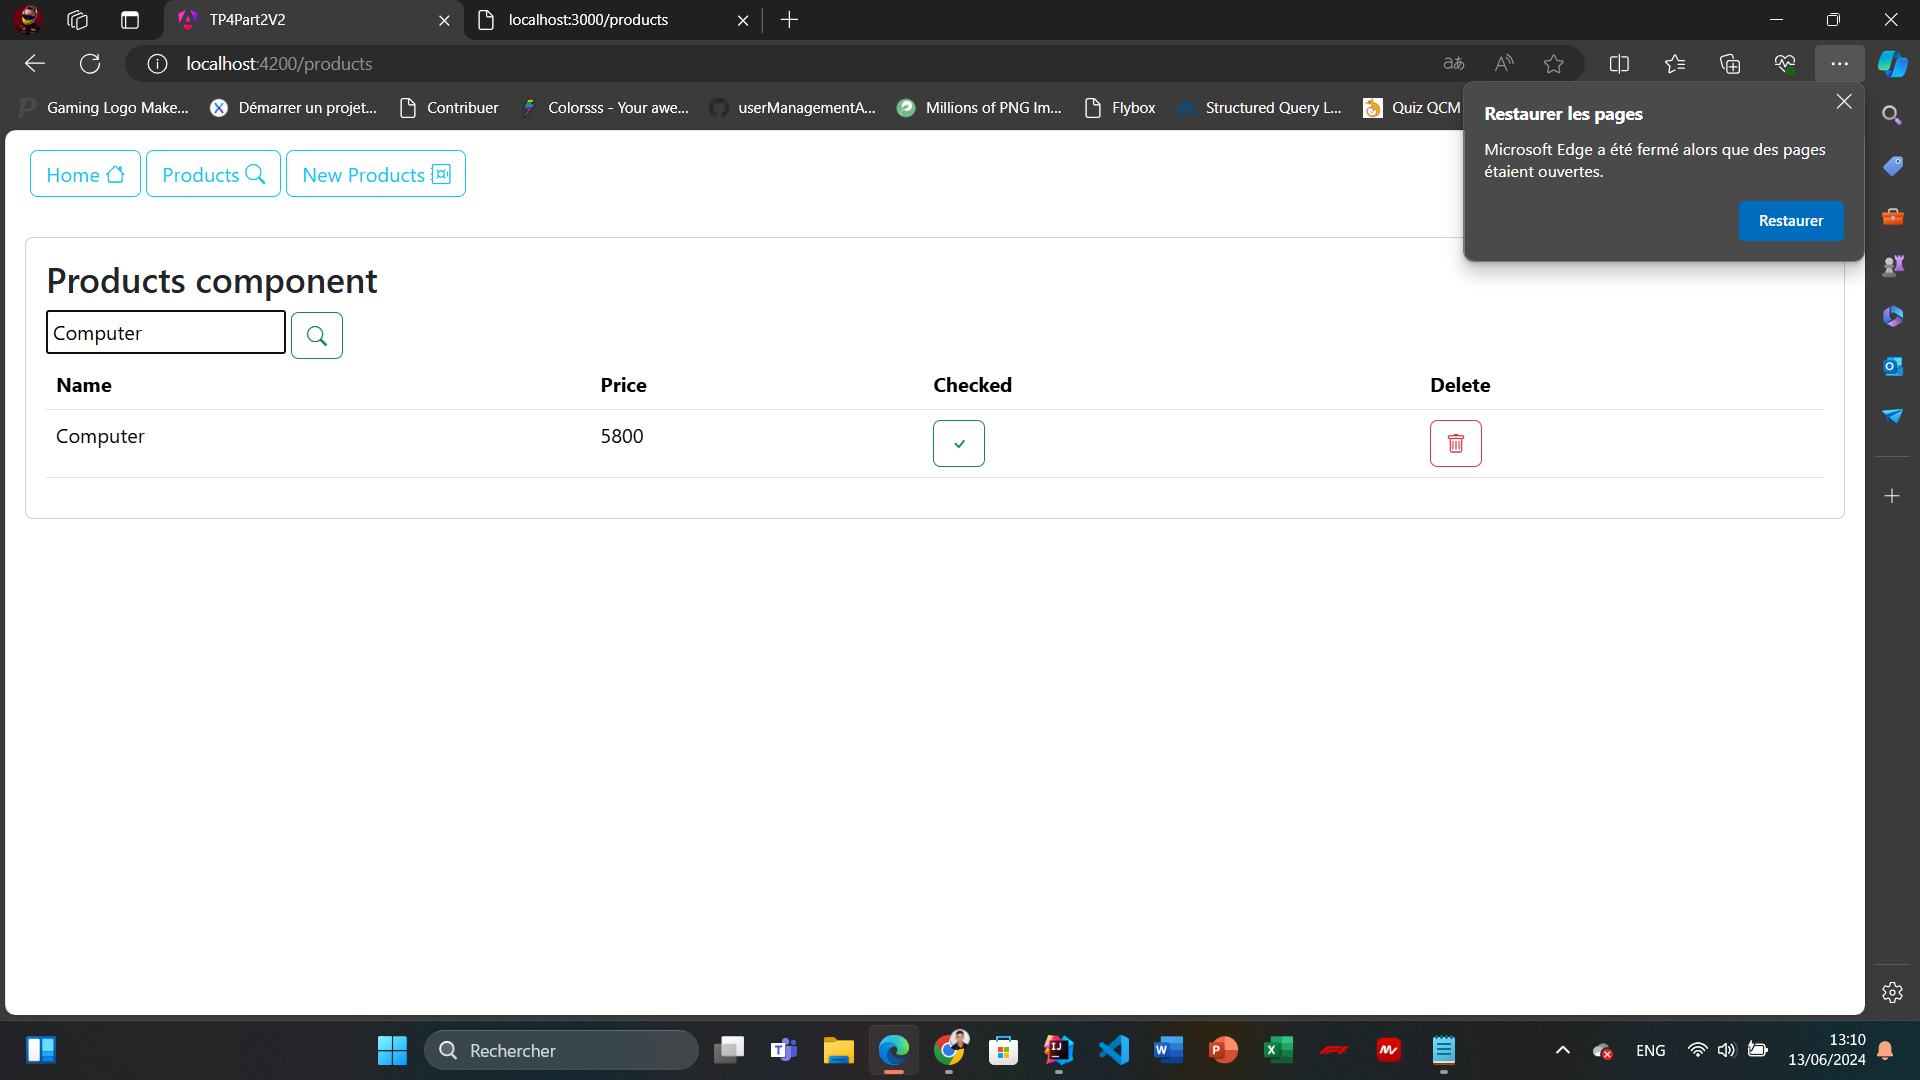 TP4Part2V2
localhost:3000/products
localhost:4200/products
Gaming Logo Make...
Démarrer un projet...
Contribuer
Colorsss - Your awe...
userManagementA...
Millions of PNG Im...
Flybox
Structured Query L...
Quiz QCM
Restaurer les pages
Microsoft Edge a été fermé alors que des pages
étaient ouvertes.
Restaurer
Home
Products
New Products
Products component
Computer
Name Price Checked Delete
Computer 5800
Rechercher
ENG
13:10
13/06/2024